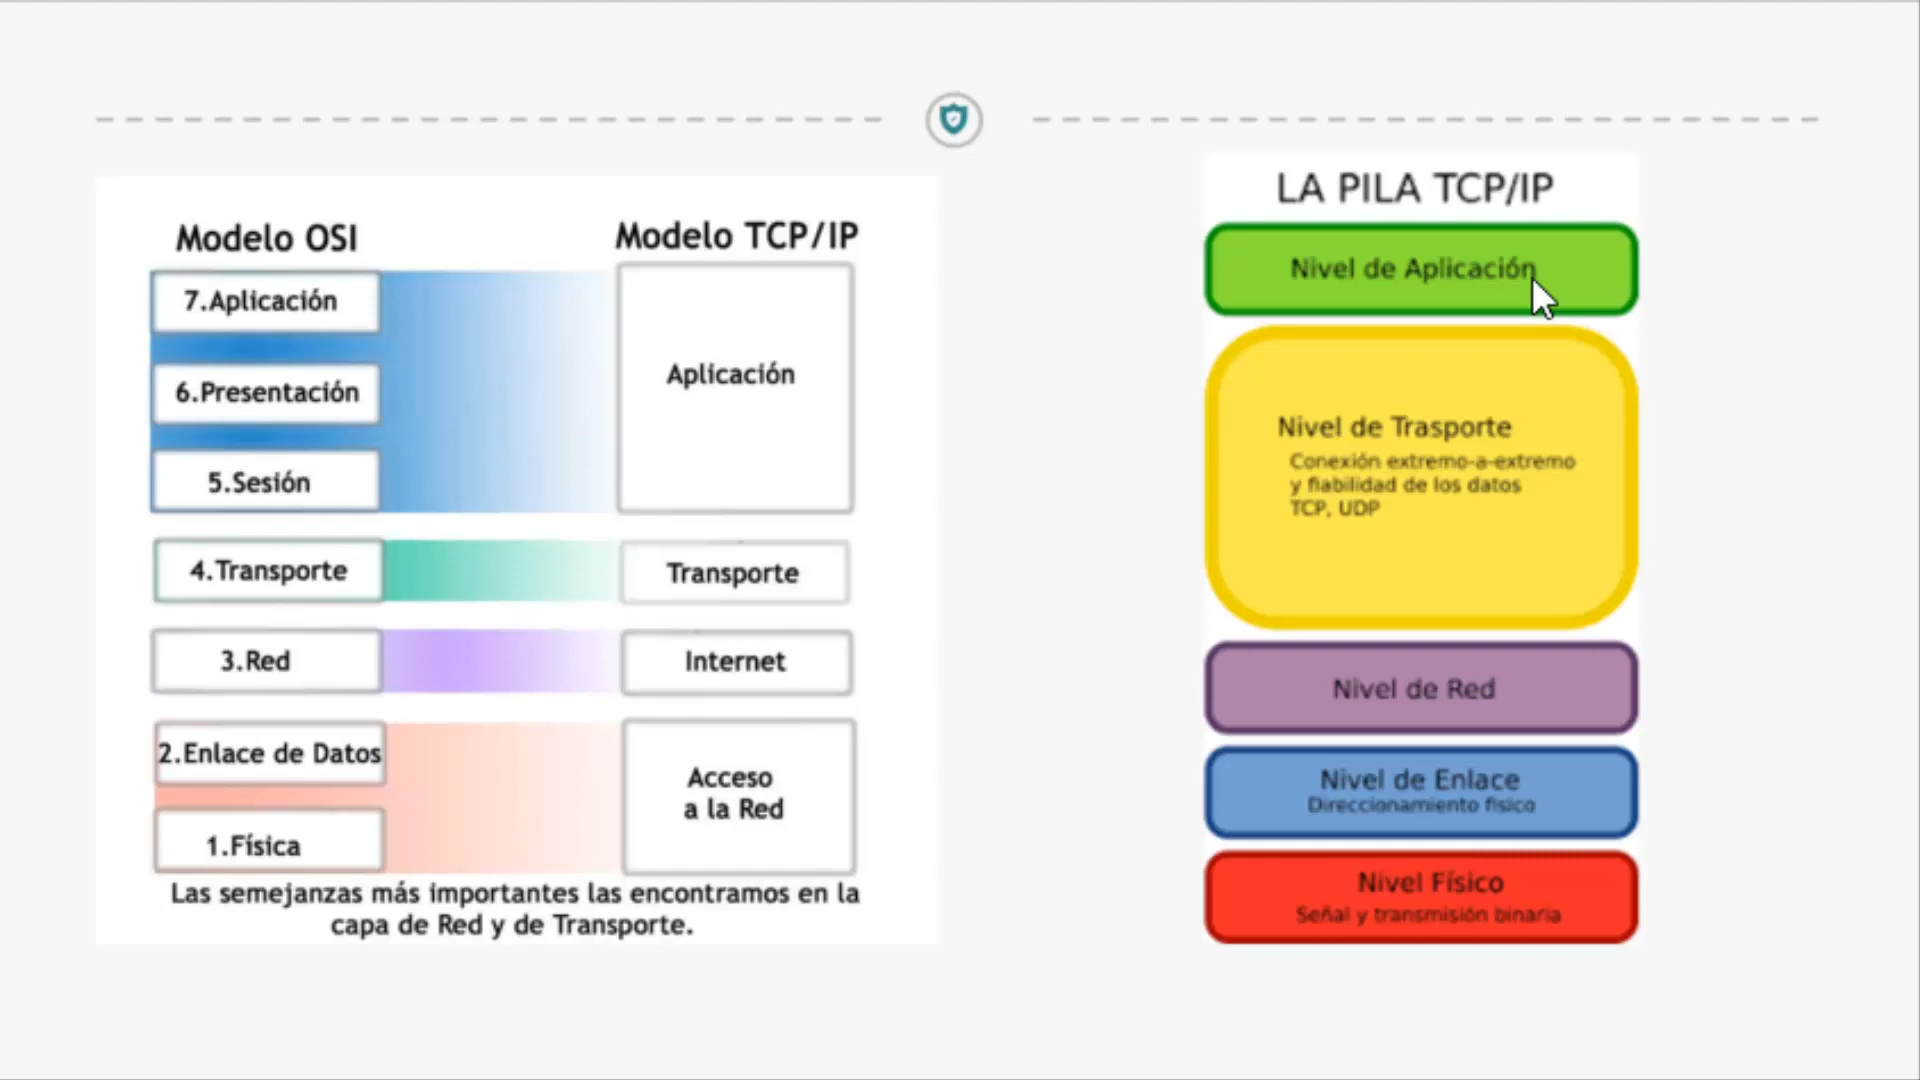 Modelo OSI
Modelo TCP/IP
7.Aplicación
6.Presentación
5.Sesión
Aplicación
4.Transporte
Transporte
3.Red
Internet
2.Enlace de Datos
1.Física
Acceso
a la Red
Las semejanzas más importantes las encontramos en la
capa de Red y de Transporte.
LA PILA TCP/IP
Nivel de Aplicación
Nivel de Trasporte
Conexión extremo-a-extremo
y fiabilidad de los datos
TCP, UDP
Nivel de Red
Nivel de Enlace
Direccionamiento fisico
Nivel Físico
Señal y transmisión binaria